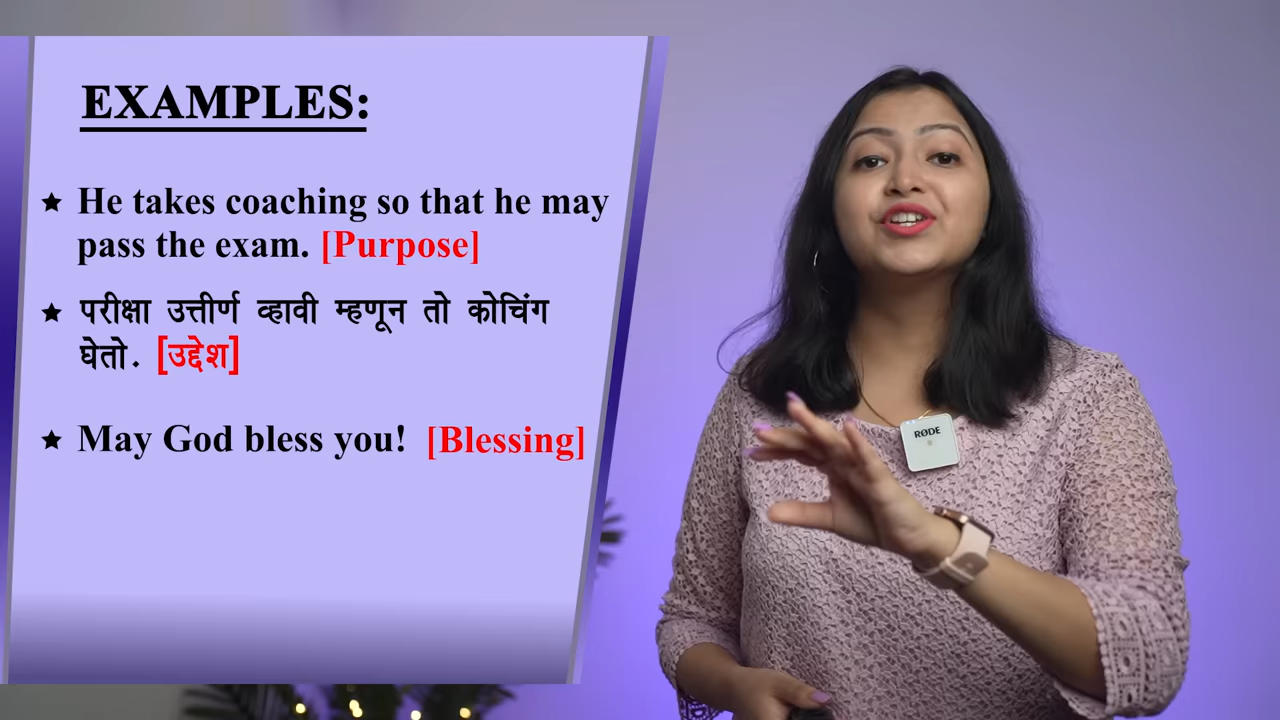 EXAMPLES:
★ He takes coaching so that he may
pass the exam. [Purpose]
★ परीक्षा उत्तीर्ण व्हावी म्हणून तो कोचिंग
घेतो. [उद्देश]
★ May God bless you! [Blessing]
RØDE